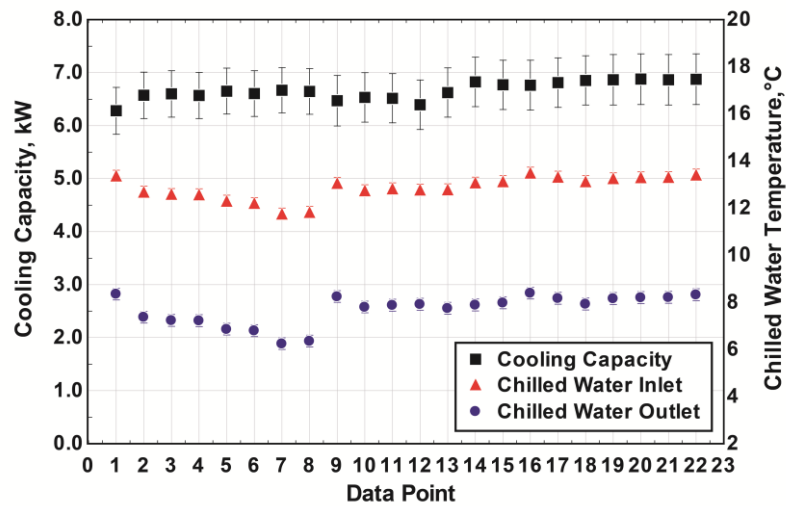 Cooling Capacity, kW
8.0
7.0
6.0
5.0
4.0
3.0
2.0
1.0
0.0
20
18
16
14
12
10
8
6
4
2
Chilled Water Temperature,°C
Cooling Capacity
Chilled Water Inlet
Chilled Water Outlet
0 1 2 3 4 5 6 7 8 9 10 11 12 13 14 15 16 17 18 19 20 21 22 23
Data Point